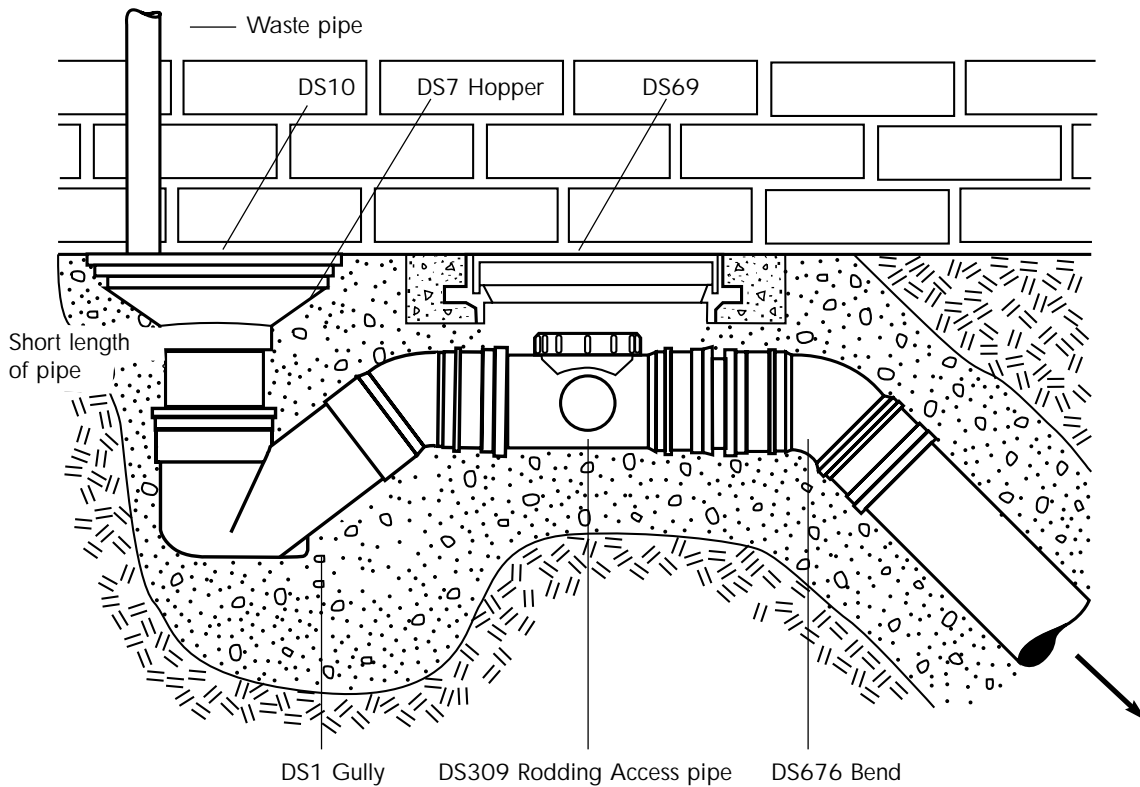 Waste pipe
DS10
DS7 Hopper
DS69
Short length
of pipe
DS1 Gully
DS309 Rodding Access pipe
DS676 Bend